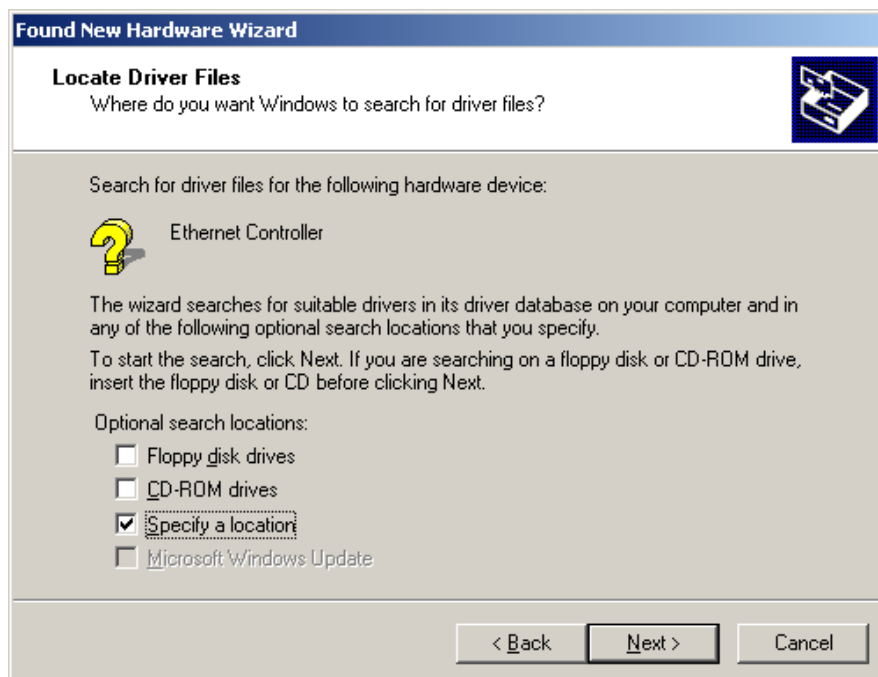 Found New Hardware Wizard
Locate Driver Files
Where do you want Windows to search for driver files?
Search for driver files for the following hardware device:
Ethernet Controller
The wizard searches for suitable drivers in its driver database on your computer and in
any of the following optional search locations that you specify.
To start the search, click Next. If you are searching on a floppy disk or CD-ROM drive,
insert the floppy disk or CD before clicking Next.
Optional search locations:
Floppy disk drives
CD-ROM drives
Specify a location
Microsoft Windows Update
< Back Next > Cancel